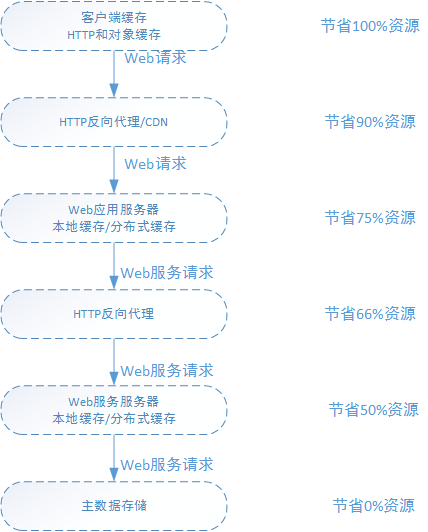 客户端缓存
HTTP和对象缓存
节省100%资源
Web请求
HTTP反向代理/CDN
节省90%资源
Web请求
Web应用服务器
本地缓存/分布式缓存
节省75%资源
Web服务请求
HTTP反向代理
节省66%资源
Web服务请求
Web服务服务器
本地缓存/分布式缓存
节省50%资源
Web服务请求
主数据存储
节省0%资源